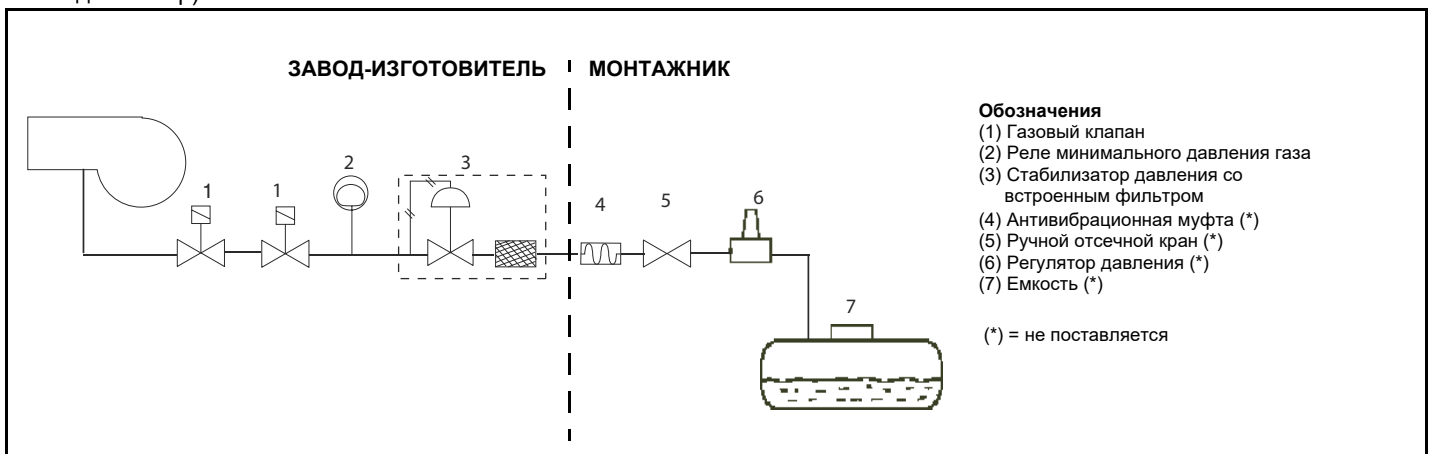 ЗАВОД-ИЗГОТОВИТЕЛЬ
МОНТАЖНИК
1
1
2
3
4
5
6
7
Обозначения
(1) Газовый клапан
(2) Реле минимального давления газа
(3) Стабилизатор давления со
встроенным фильтром
(4) Антивибрационная муфта (*)
(5) Ручной отсечной кран (*)
(6) Регулятор давления (*)
(7) Емкость (*)
(*) = не поставляется